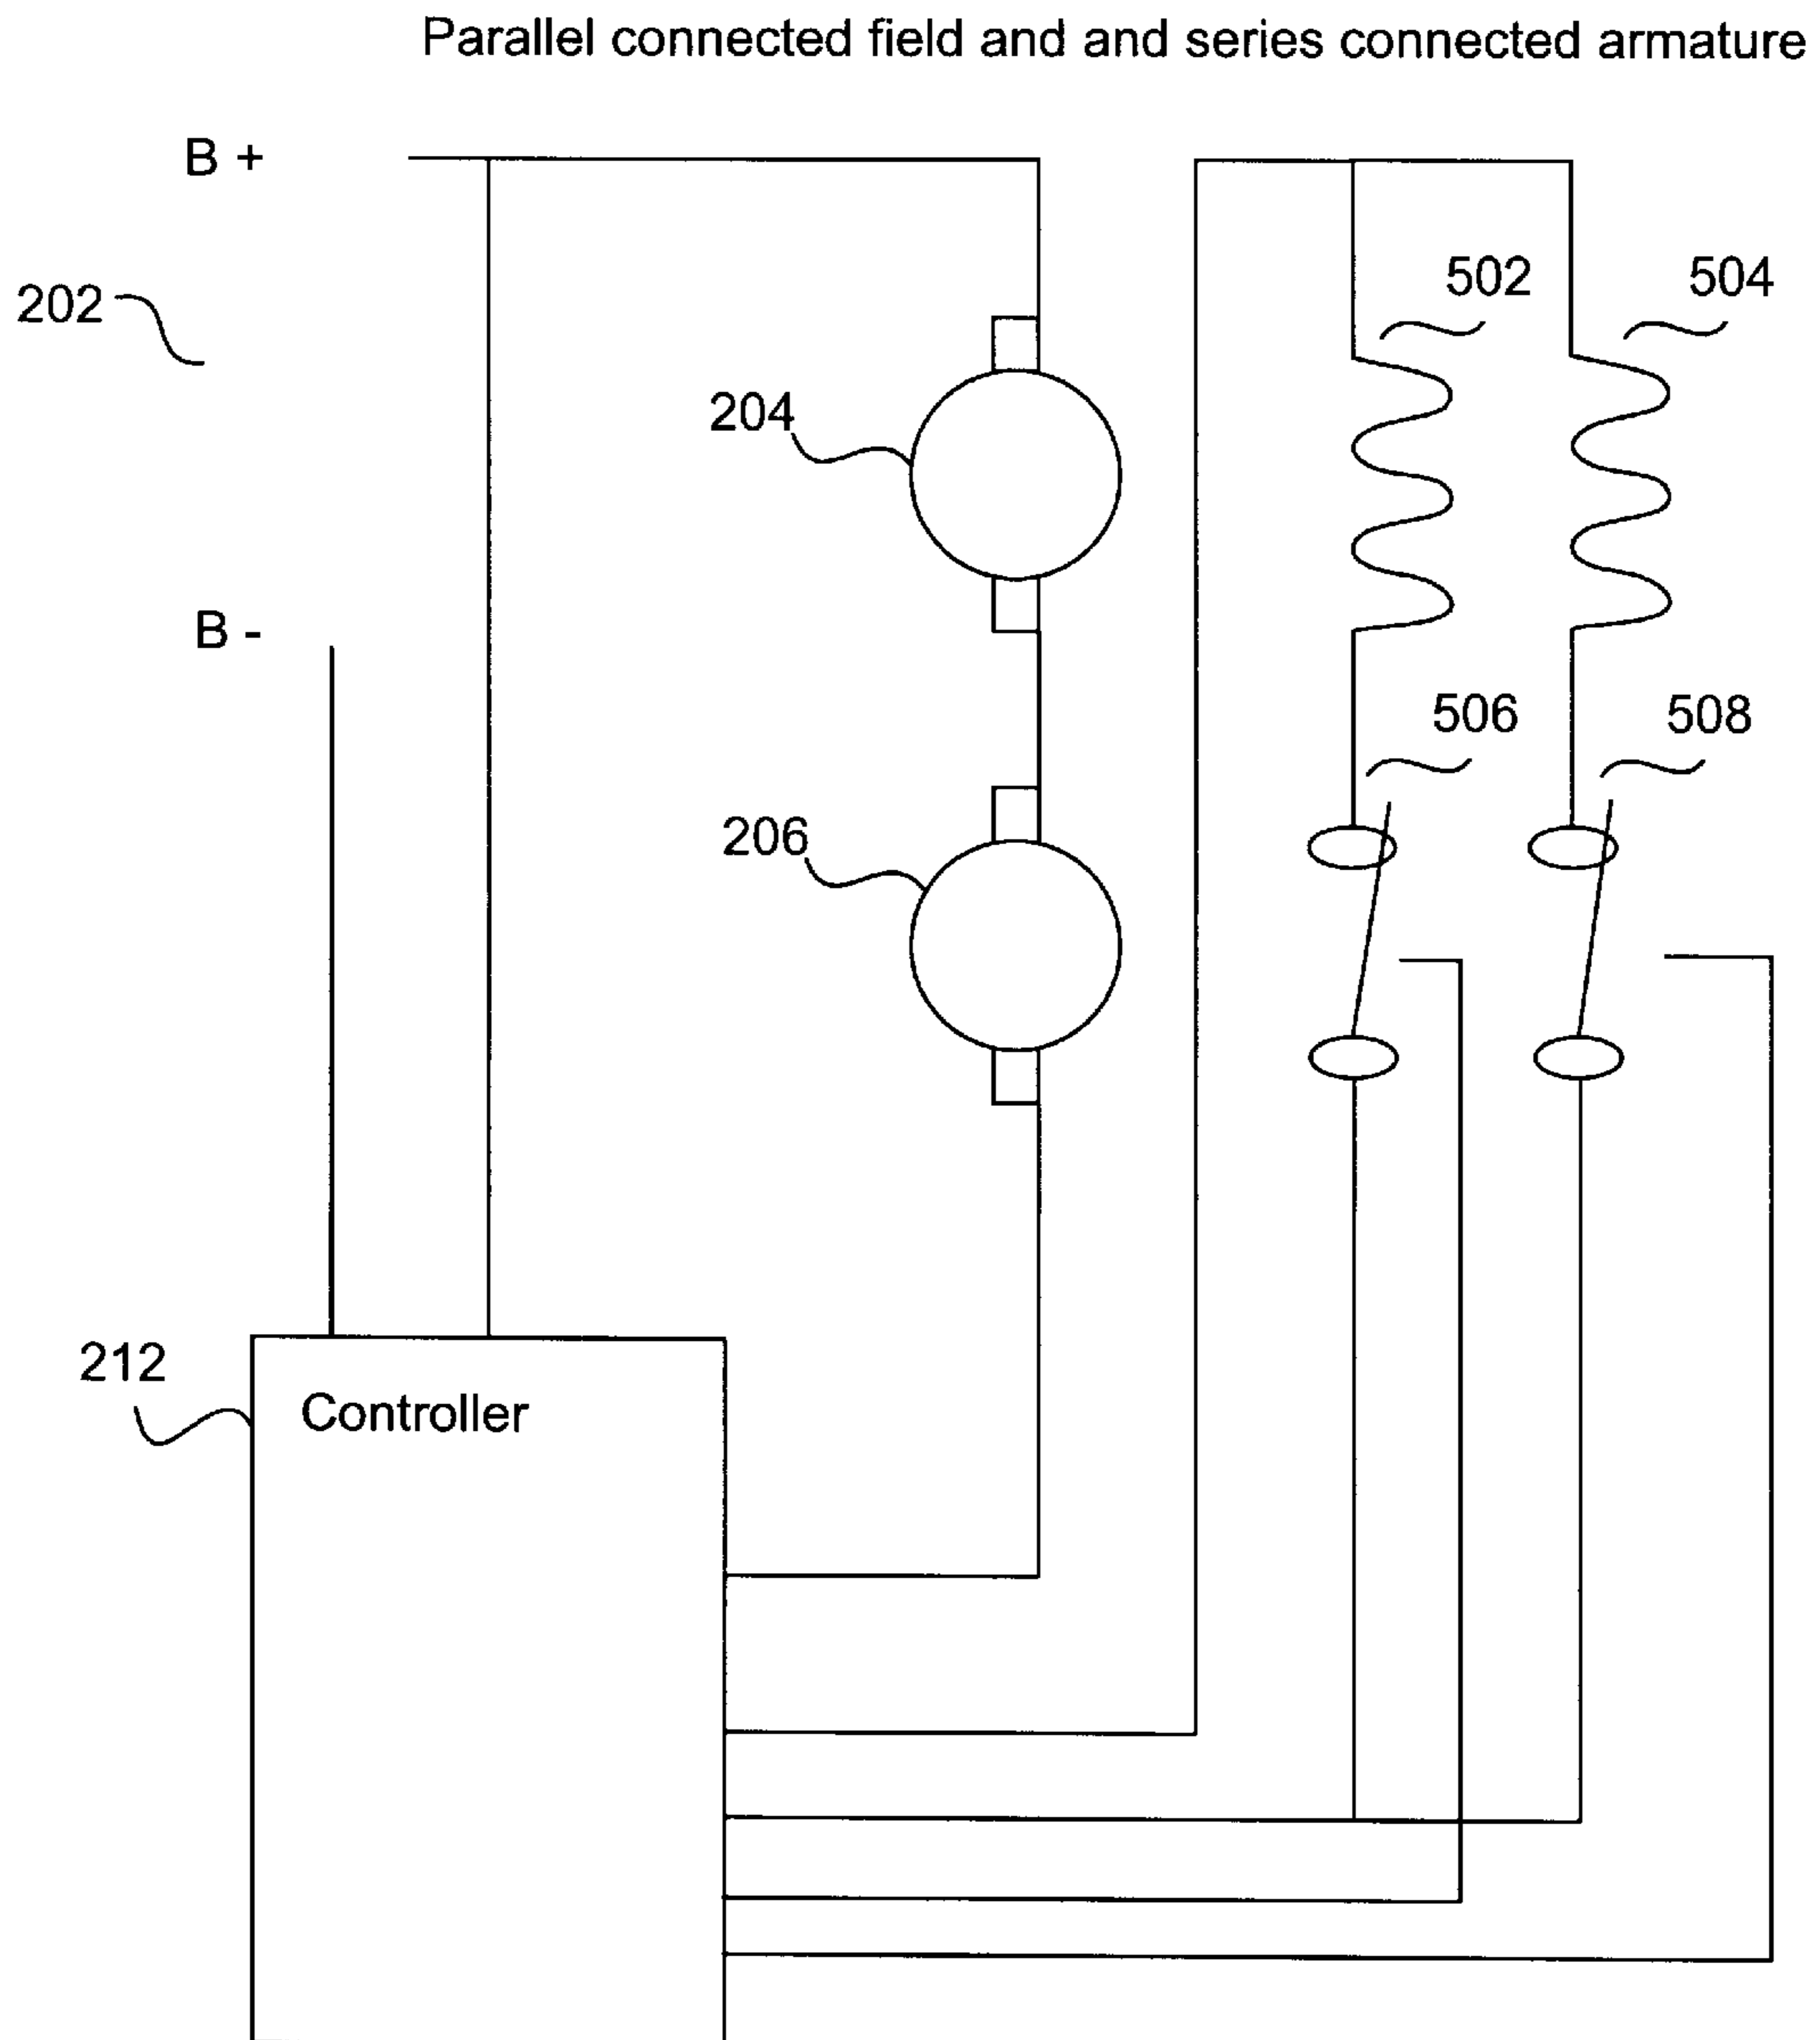 Parallel connected field and and series connected armature
B +
202
502
504
204
B -
506
508
206
212
Controller